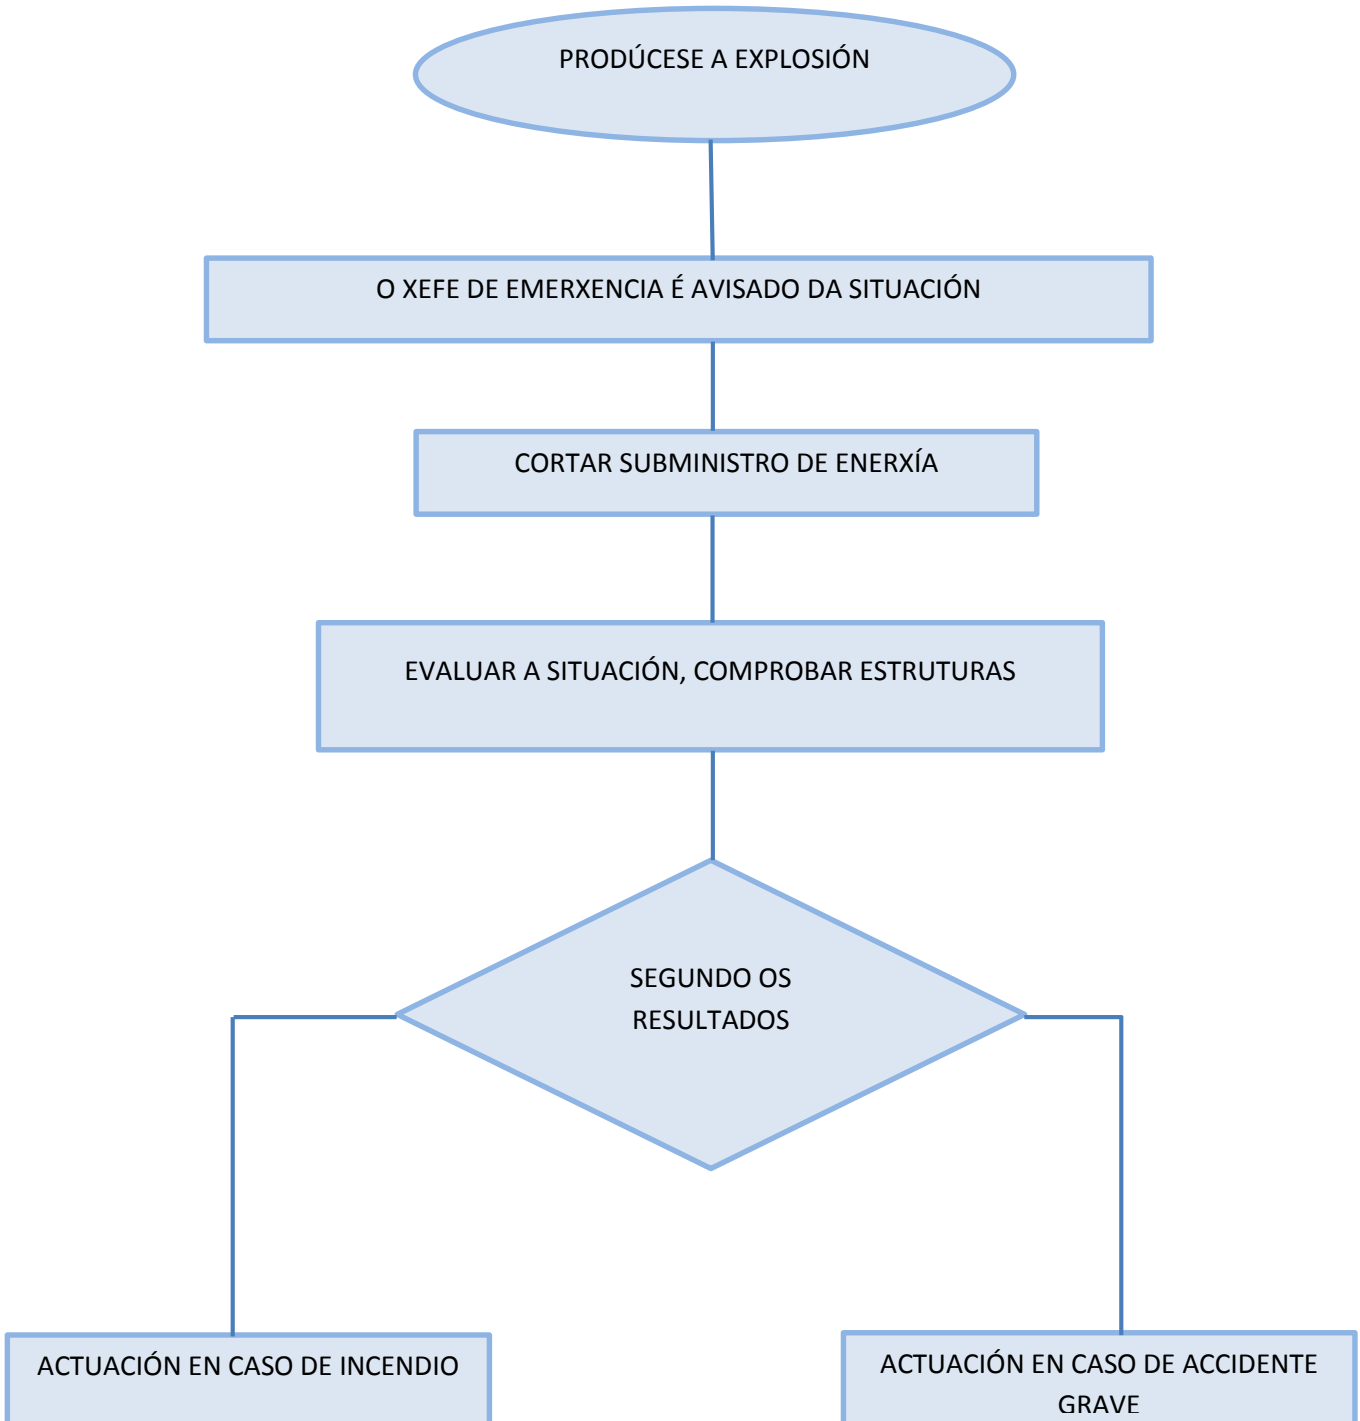 PRODÚCESE A EXPLOSIÓN
O XEFE DE EMERXENCIA É AVISADO DA SITUACIÓN
CORTAR SUBMINISTRO DE ENERXÍA
EVALUAR A SITUACIÓN, COMPROBAR ESTRUTURAS
SEGUNDO OS
RESULTADOS
ACTUACIÓN EN CASO DE INCENDIO
ACTUACIÓN EN CASO DE ACCIDENTE
GRAVE